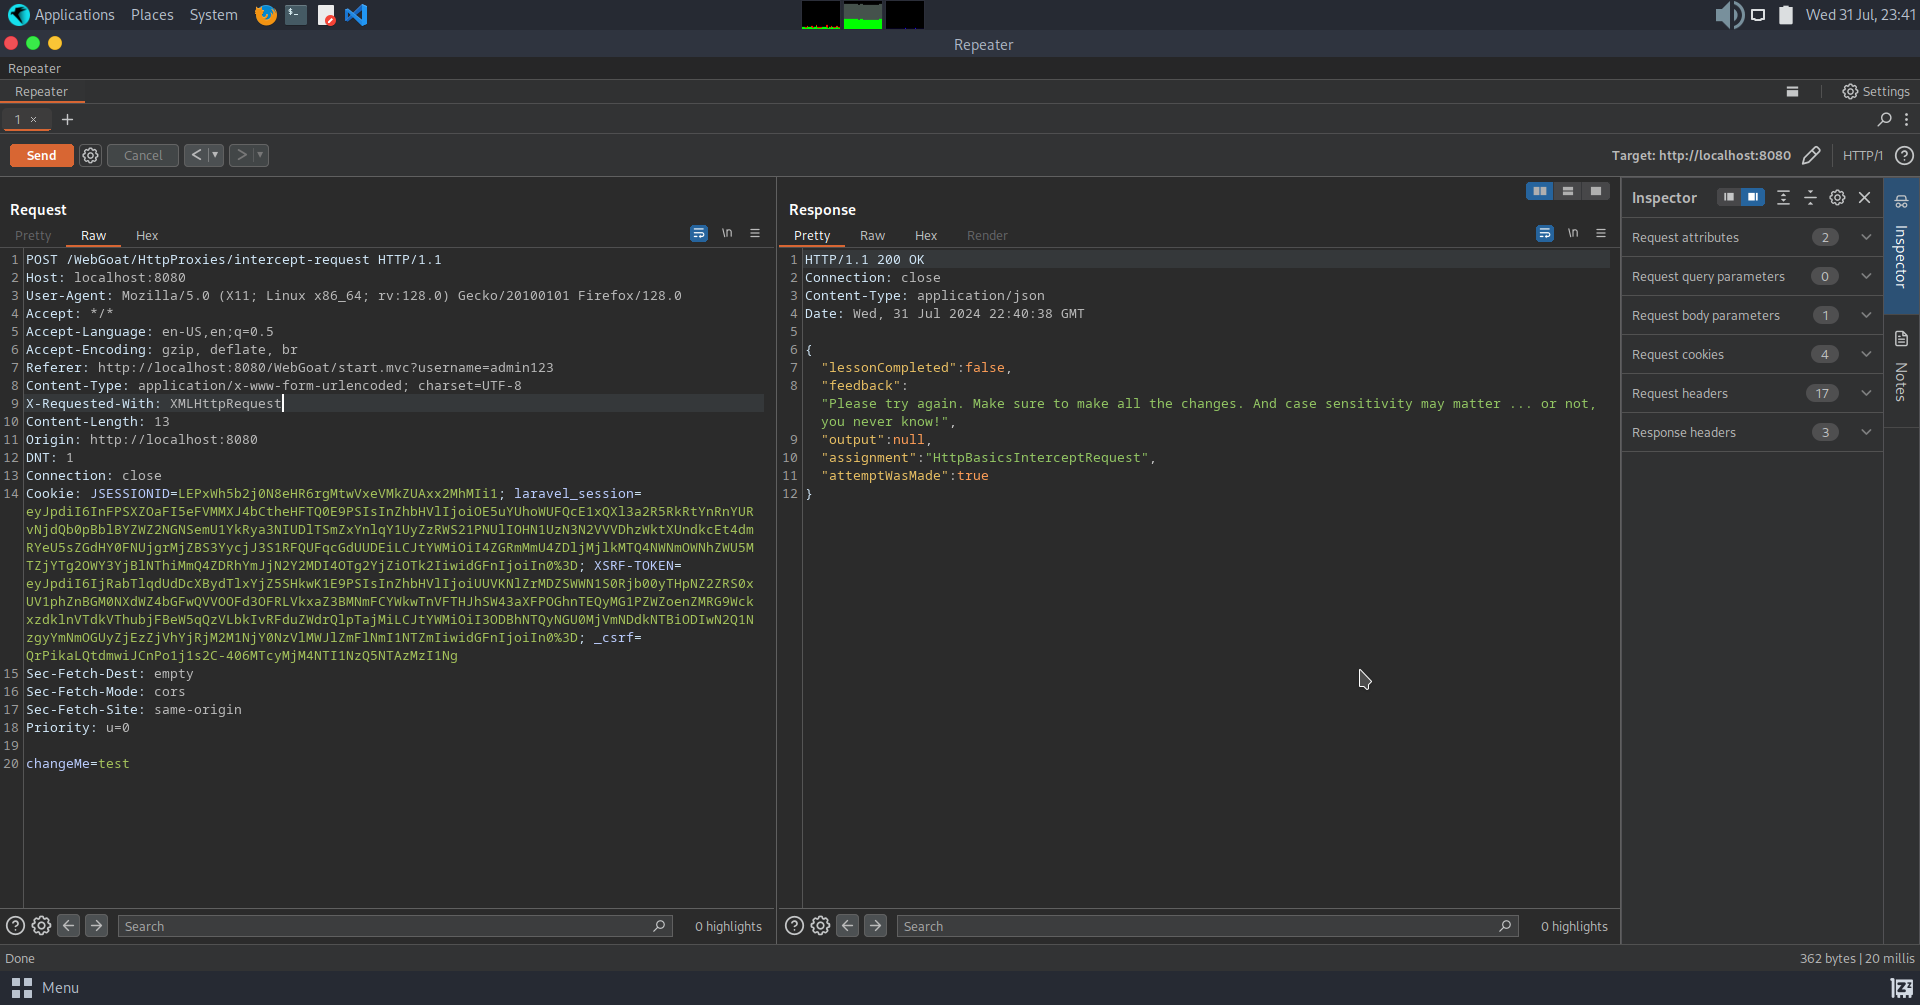 Applications Places System
Wed 31 Jul, 23:41
Repeater
Repeater
Repeater
Settings
1 × +
Send Cancel < > Target: http://localhost:8080 HTTP/1
Request
Pretty Raw Hex \n
1 POST /WebGoat/HttpProxies/intercept-request HTTP/1.1
2 Host: localhost:8080
3 User-Agent: Mozilla/5.0 (X11; Linux x86_64; rv:128.0) Gecko/20100101 Firefox/128.0
4 Accept: */*
5 Accept-Language: en-US,en;q=0.5
6 Accept-Encoding: gzip, deflate, br
7 Referer: http://localhost:8080/WebGoat/start.mvc?username=admin123
8 Content-Type: application/x-www-form-urlencoded; charset=UTF-8
9 X-Requested-With: XMLHttpRequest
10 Content-Length: 13
11 Origin: http://localhost:8080
12 DNT: 1
13 Connection: close
14 Cookie: JSESSIONID=LEPxWh5b2j0N8eHR6rgMtwVxeVMkZUAxx2MhMIi1; laravel_session=
XSRF-TOKEN=
_csrf=
QrPikaLQtdmwiJCnPo1j1s2C-406MTcyMjM4NTI1NzQ5NTAzMzI1Ng
15 Sec-Fetch-Dest: empty
16 Sec-Fetch-Mode: cors
17 Sec-Fetch-Site: same-origin
18 Priority: u=0
19
20 changeMe=test
Search 0 highlights
Response
Pretty Raw Hex Render \n
1 HTTP/1.1 200 OK
2 Connection: close
3 Content-Type: application/json
4 Date: Wed, 31 Jul 2024 22:40:38 GMT
5
6 {
7 "lessonCompleted":false,
8 "feedback":
"Please try again. Make sure to make all the changes. And case sensitivity may matter ... or not,
you never know!",
9 "output":null,
10 "assignment":"HttpBasicsInterceptRequest",
11 "attemptWasMade":true
12 }
Search 0 highlights
Inspector
Request attributes 2
Request query parameters 0
Request body parameters 1
Request cookies 4
Request headers 17
Response headers 3
Inspector
Notes
Done
362 bytes | 20 millis
Menu